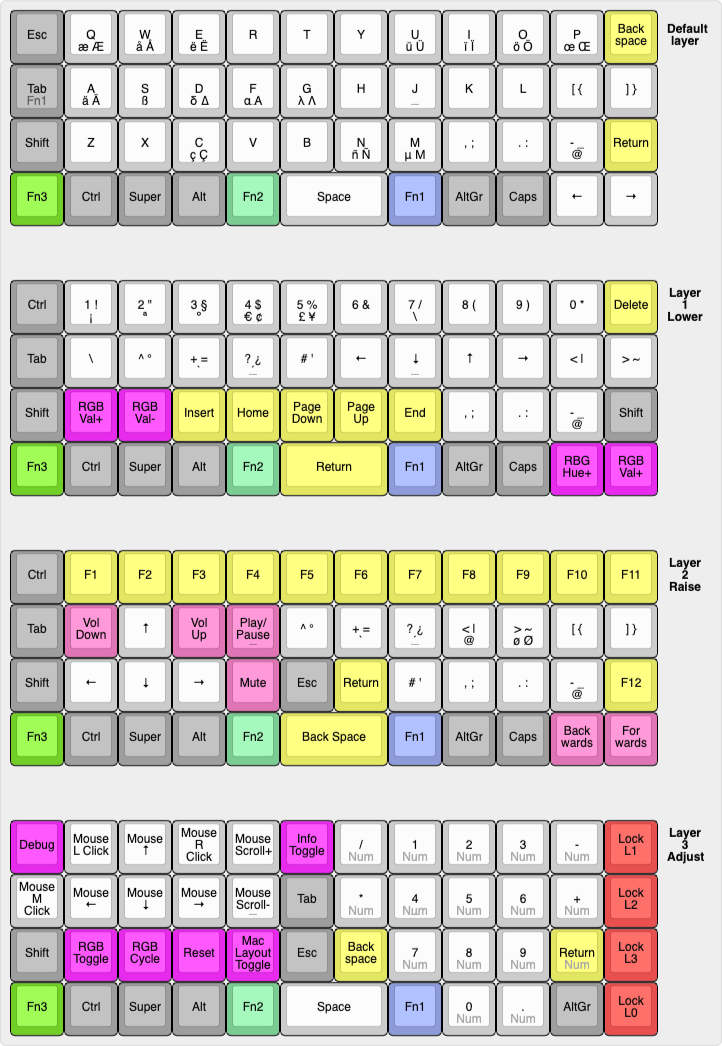 Esc Q W E R T Y U I O P Back space
æ Æ å Å ë Ë ü Ü ï Ï ö Ö œ Œ
Default layer
Tab A S D F G H J K L [ { ] }
Fn1 ä Ä ß δ Δ α Α λ Λ _
Shift Z X C V B N M , ; . : - _ Return
ç Ç ñ Ñ µ M @
Fn3 Ctrl Super Alt Fn2 Space Fn1 AltGr Caps ← →
Ctrl 1 ! 2 " 3 § 4 $ 5 % 6 & 7 / 8 ( 9 ) 0 * Delete
¡ ª º € ¢ £ ¥ \
Layer 1 Lower
Tab \ ^ ° + = ? ¿ # ' ← ↓ ↑ → < | > ~
Shift RGB Val+ RGB Val- Insert Home Page Down Page Up End , ; . : - _ Shift
@
Fn3 Ctrl Super Alt Fn2 Return Fn1 AltGr Caps RBG Hue+ RGB Val+
Ctrl F1 F2 F3 F4 F5 F6 F7 F8 F9 F10 F11
Layer 2 Raise
Tab Vol Down ↑ Vol Up Play/ Pause ^ ° + = ? ¿ < | > ~ [ { ] }
@ ø Ø
Shift ← ↓ → Mute Esc Return # ' , ; . : - _ F12
@
Fn3 Ctrl Super Alt Fn2 Back Space Fn1 AltGr Caps Back wards For wards
Debug Mouse L Click Mouse ↑ Mouse R Click Mouse Scroll+ Info Toggle / 1 2 3 - Lock L1
Num Num Num Num Num
Layer 3 Adjust
Mouse M Click Mouse ← Mouse ↓ Mouse → Mouse Scroll- Tab * 4 5 6 + Lock L2
Num Num Num Num Num
Shift RGB Toggle RGB Cycle Reset Mac Layout Toggle Esc Back space 7 8 9 Return Lock L3
Num Num Num Num
Fn3 Ctrl Super Alt Fn2 Space Fn1 0 . AltGr Lock L0
Num Num